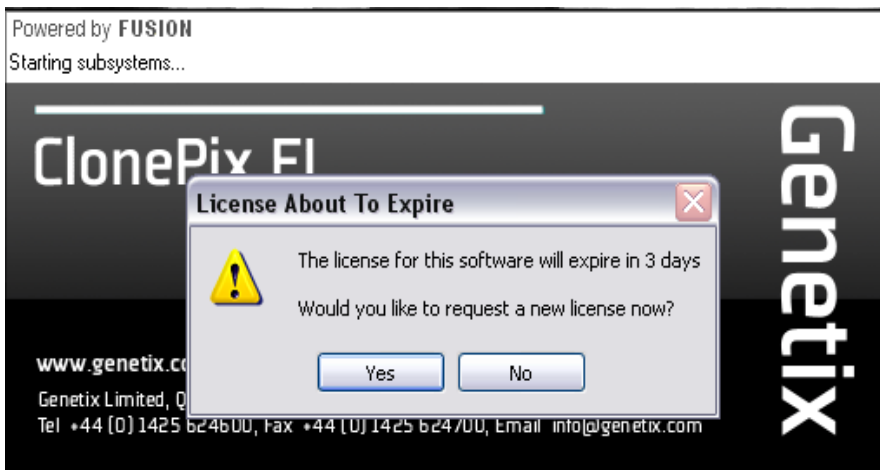 Powered by FUSION
Starting subsystems...
ClonePix FL
Genetix
License About To Expire
The license for this software will expire in 3 days
Would you like to request a new license now?
Yes No
www.genetix.co
Genetix Limited, Q
Tel +44 (0) 1425 624600, Fax +44 (0) 1425 624700, Email info@genetix.com